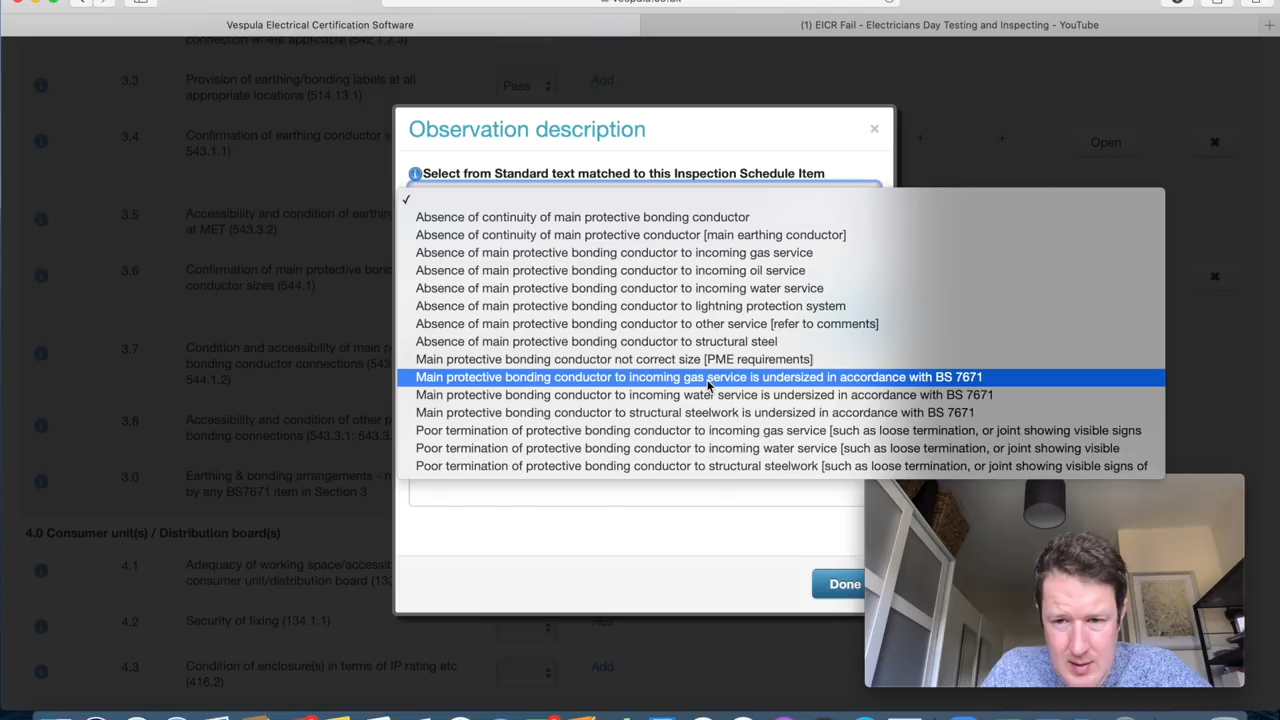 Vespula Electrical Certification Software
(1) EICR Fail - Electricians Day Testing and Inspecting - YouTube
connection where applicable (542.1.2.3)
3.3
Provision of earthing/bonding labels at all
appropriate locations (514.13.1)
Pass
Add
3.4
Confirmation of earthing conductor s
543.1.1)
+
+
Open
✖
3.5
Accessibility and condition of earthin
at MET (543.3.2)
3.6
Confirmation of main protective bond
conductor sizes (544.1)
✖
3.7
Condition and accessibility of main p
bonding conductor connections (543
544.1.2)
3.8
Accessibility and condition of other p
bonding connections (543.3.1; 543.3
3.0
Earthing & bonding arrangements - n
by any BS7671 item in Section 3
4.0 Consumer unit(s) / Distribution board(s)
4.1
Adequacy of working space/accessib
consumer unit/distribution board (132
4.2
Security of fixing (134.1.1)
Add
4.3
Condition of enclosure(s) in terms of IP rating etc
(416.2)
Add
Observation description
×
Select from Standard text matched to this Inspection Schedule Item
✓
Absence of continuity of main protective bonding conductor
Absence of continuity of main protective conductor [main earthing conductor]
Absence of main protective bonding conductor to incoming gas service
Absence of main protective bonding conductor to incoming oil service
Absence of main protective bonding conductor to incoming water service
Absence of main protective bonding conductor to lightning protection system
Absence of main protective bonding conductor to other service [refer to comments]
Absence of main protective bonding conductor to structural steel
Main protective bonding conductor not correct size [PME requirements]
Main protective bonding conductor to incoming gas service is undersized in accordance with BS 7671
Main protective bonding conductor to incoming water service is undersized in accordance with BS 7671
Main protective bonding conductor to structural steelwork is undersized in accordance with BS 7671
Poor termination of protective bonding conductor to incoming gas service [such as loose termination, or joint showing visible signs
Poor termination of protective bonding conductor to incoming water service [such as loose termination, or joint showing visible
Poor termination of protective bonding conductor to structural steelwork [such as loose termination, or joint showing visible signs of
Done